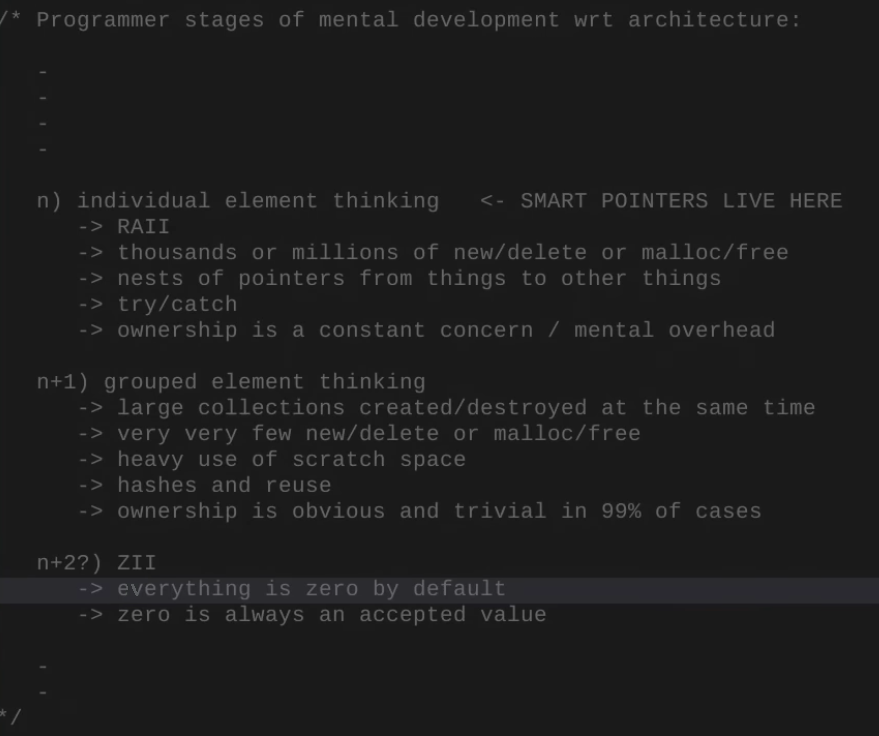 /* Programmer stages of mental development wrt architecture:
-
-
-
-
n) individual element thinking <- SMART POINTERS LIVE HERE
-> RAII
-> thousands or millions of new/delete or malloc/free
-> nests of pointers from things to other things
-> try/catch
-> ownership is a constant concern / mental overhead
n+1) grouped element thinking
-> large collections created/destroyed at the same time
-> very very few new/delete or malloc/free
-> heavy use of scratch space
-> hashes and reuse
-> ownership is obvious and trivial in 99% of cases
n+2?) ZII
-> everything is zero by default
-> zero is always an accepted value
-
-
*/